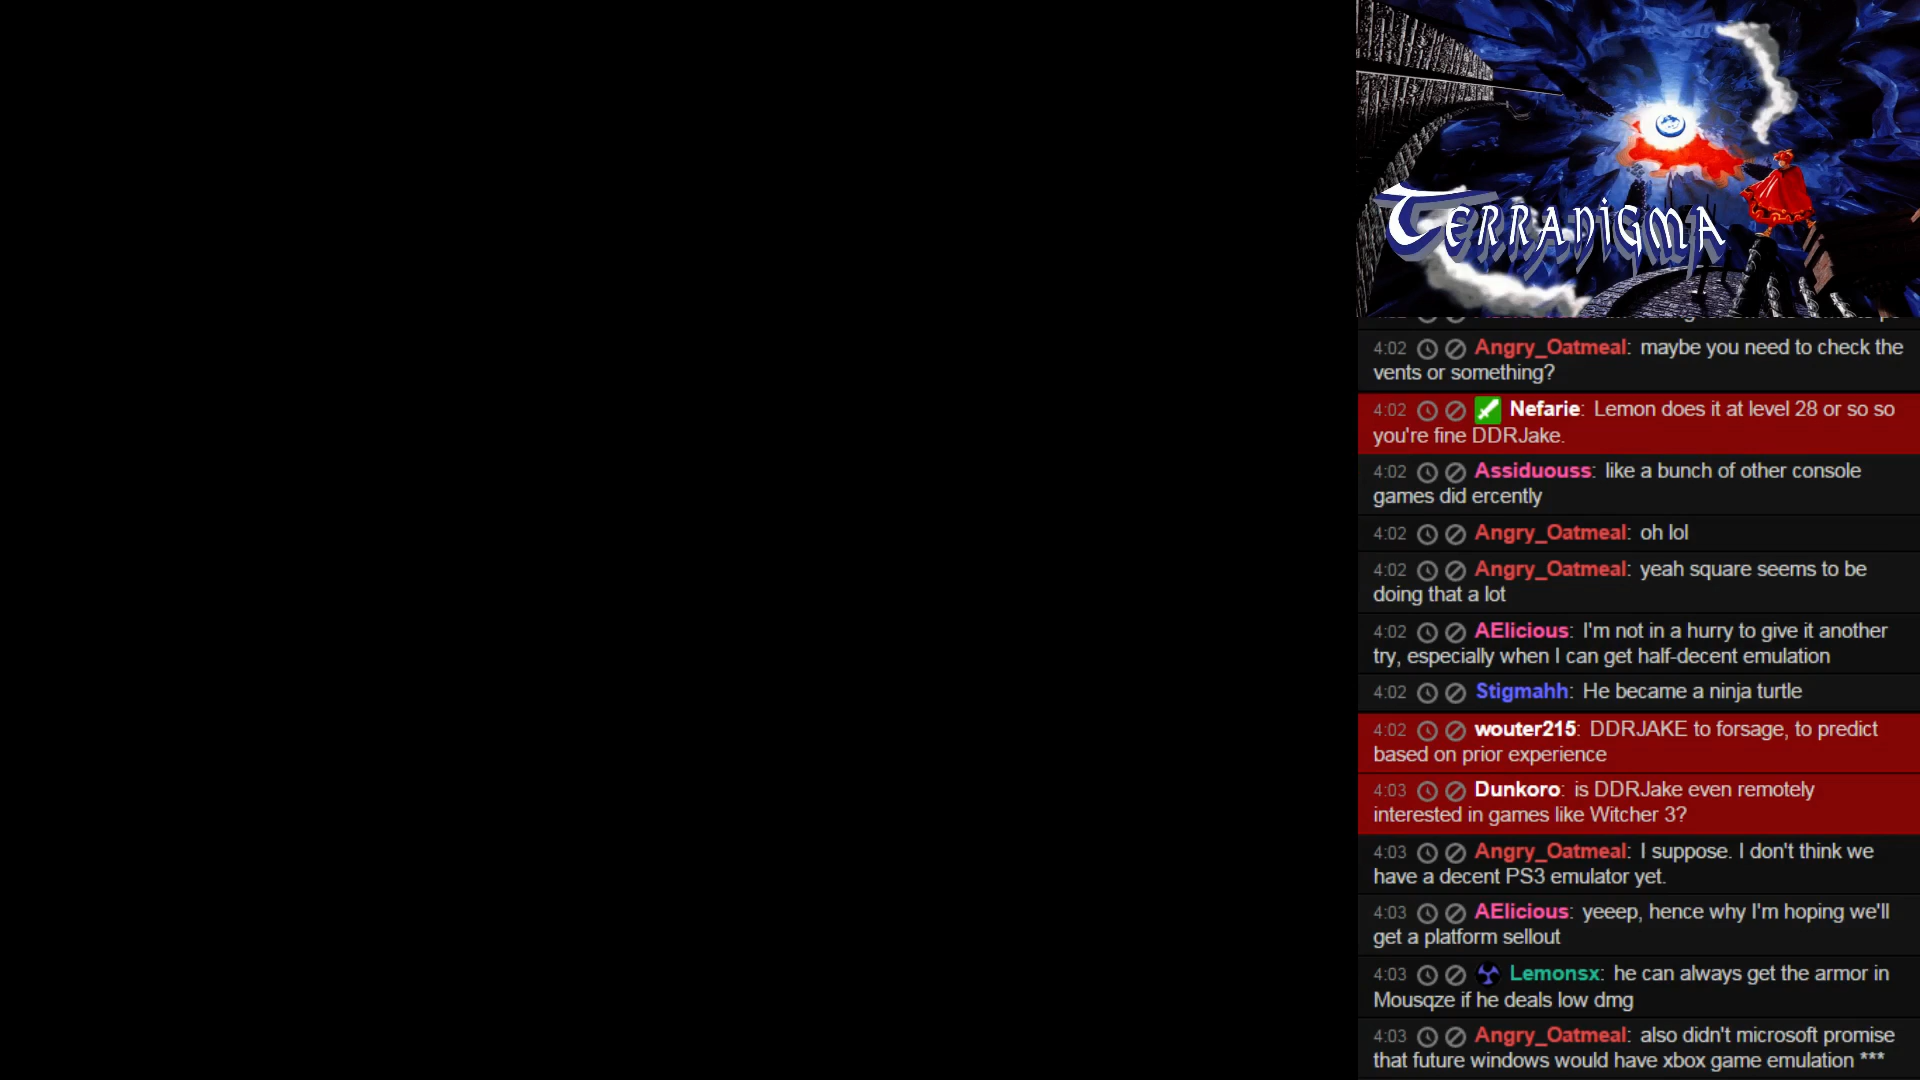 TERRANIGMA
4:02 Angry_Oatmeal: maybe you need to check the
vents or something?
4:02 Nefarie: Lemon does it at level 28 or so so
you're fine DDRJake.
4:02 Assiduouss: like a bunch of other console
games did ercently
4:02 Angry_Oatmeal: oh lol
4:02 Angry_Oatmeal: yeah square seems to be
doing that a lot
4:02 AElicious: I'm not in a hurry to give it another
try, especially when I can get half-decent emulation
4:02 Stigmahh: He became a ninja turtle
4:02 wouter215: DDRJAKE to forsage, to predict
based on prior experience
4:03 Dunkoro: is DDRJake even remotely
interested in games like Witcher 3?
4:03 Angry_Oatmeal: I suppose. I don't think we
have a decent PS3 emulator yet.
4:03 AElicious: yeeep, hence why I'm hoping we'll
get a platform sellout
4:03 Lemonsx: he can always get the armor in
Mousqze if he deals low dmg
4:03 Angry_Oatmeal: also didn't microsoft promise
that future windows would have xbox game emulation ***